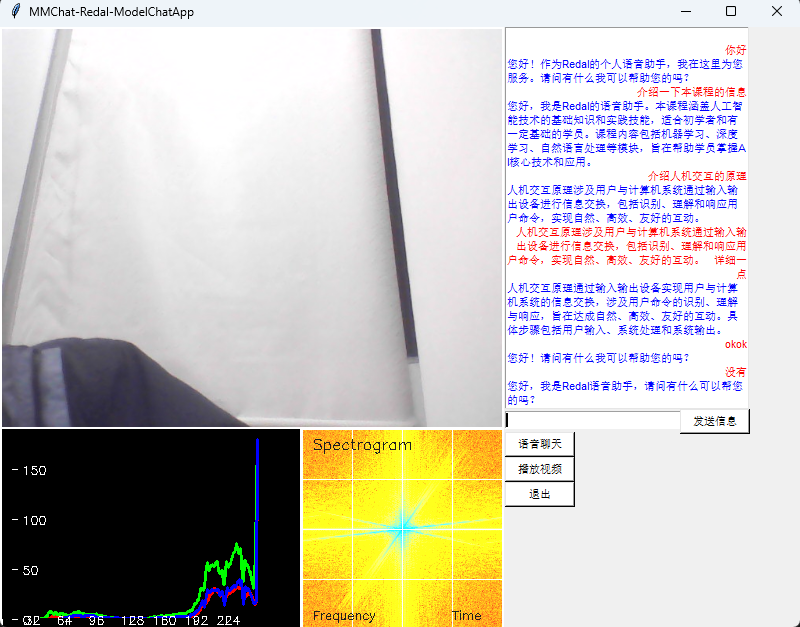 MMChat-Redal-ModelChatApp
你好
您好！作为Redal的个人语音助手，我在这里为您
服务。请问有什么我可以帮助您的吗？
介绍一下本课程的信息
您好，我是Redal的语音助手。本课程涵盖人工智
能技术的基础知识和实践技能，适合初学者和有
一定基础的学员。课程内容包括机器学习、深度
学习、自然语言处理等模块，旨在帮助学员掌握A
I核心技术和应用。
介绍人机交互的原理
人机交互原理涉及用户与计算机系统通过输入输
出设备进行信息交换，包括识别、理解和响应用
户命令，实现自然、高效、友好的互动。
人机交互原理涉及用户与计算机系统通过输入输
出设备进行信息交换，包括识别、理解和响应用
户命令，实现自然、高效、友好的互动。 详细一
点
人机交互原理通过输入输出设备实现用户与计算
机系统的信息交换，涉及用户命令的识别、理解
与响应，旨在达成自然、高效、友好的互动。具
体步骤包括用户输入、系统处理和系统输出。
okok
您好！请问有什么我可以帮助您的吗？
没有
您好，我是Redal语音助手，请问有什么可以帮您
的吗？
发送信息
语音聊天
播放视频
退出
- 150
- 100
- 50
- 0 32 64 96 128 160 192 224
Spectrogram
Frequency Time